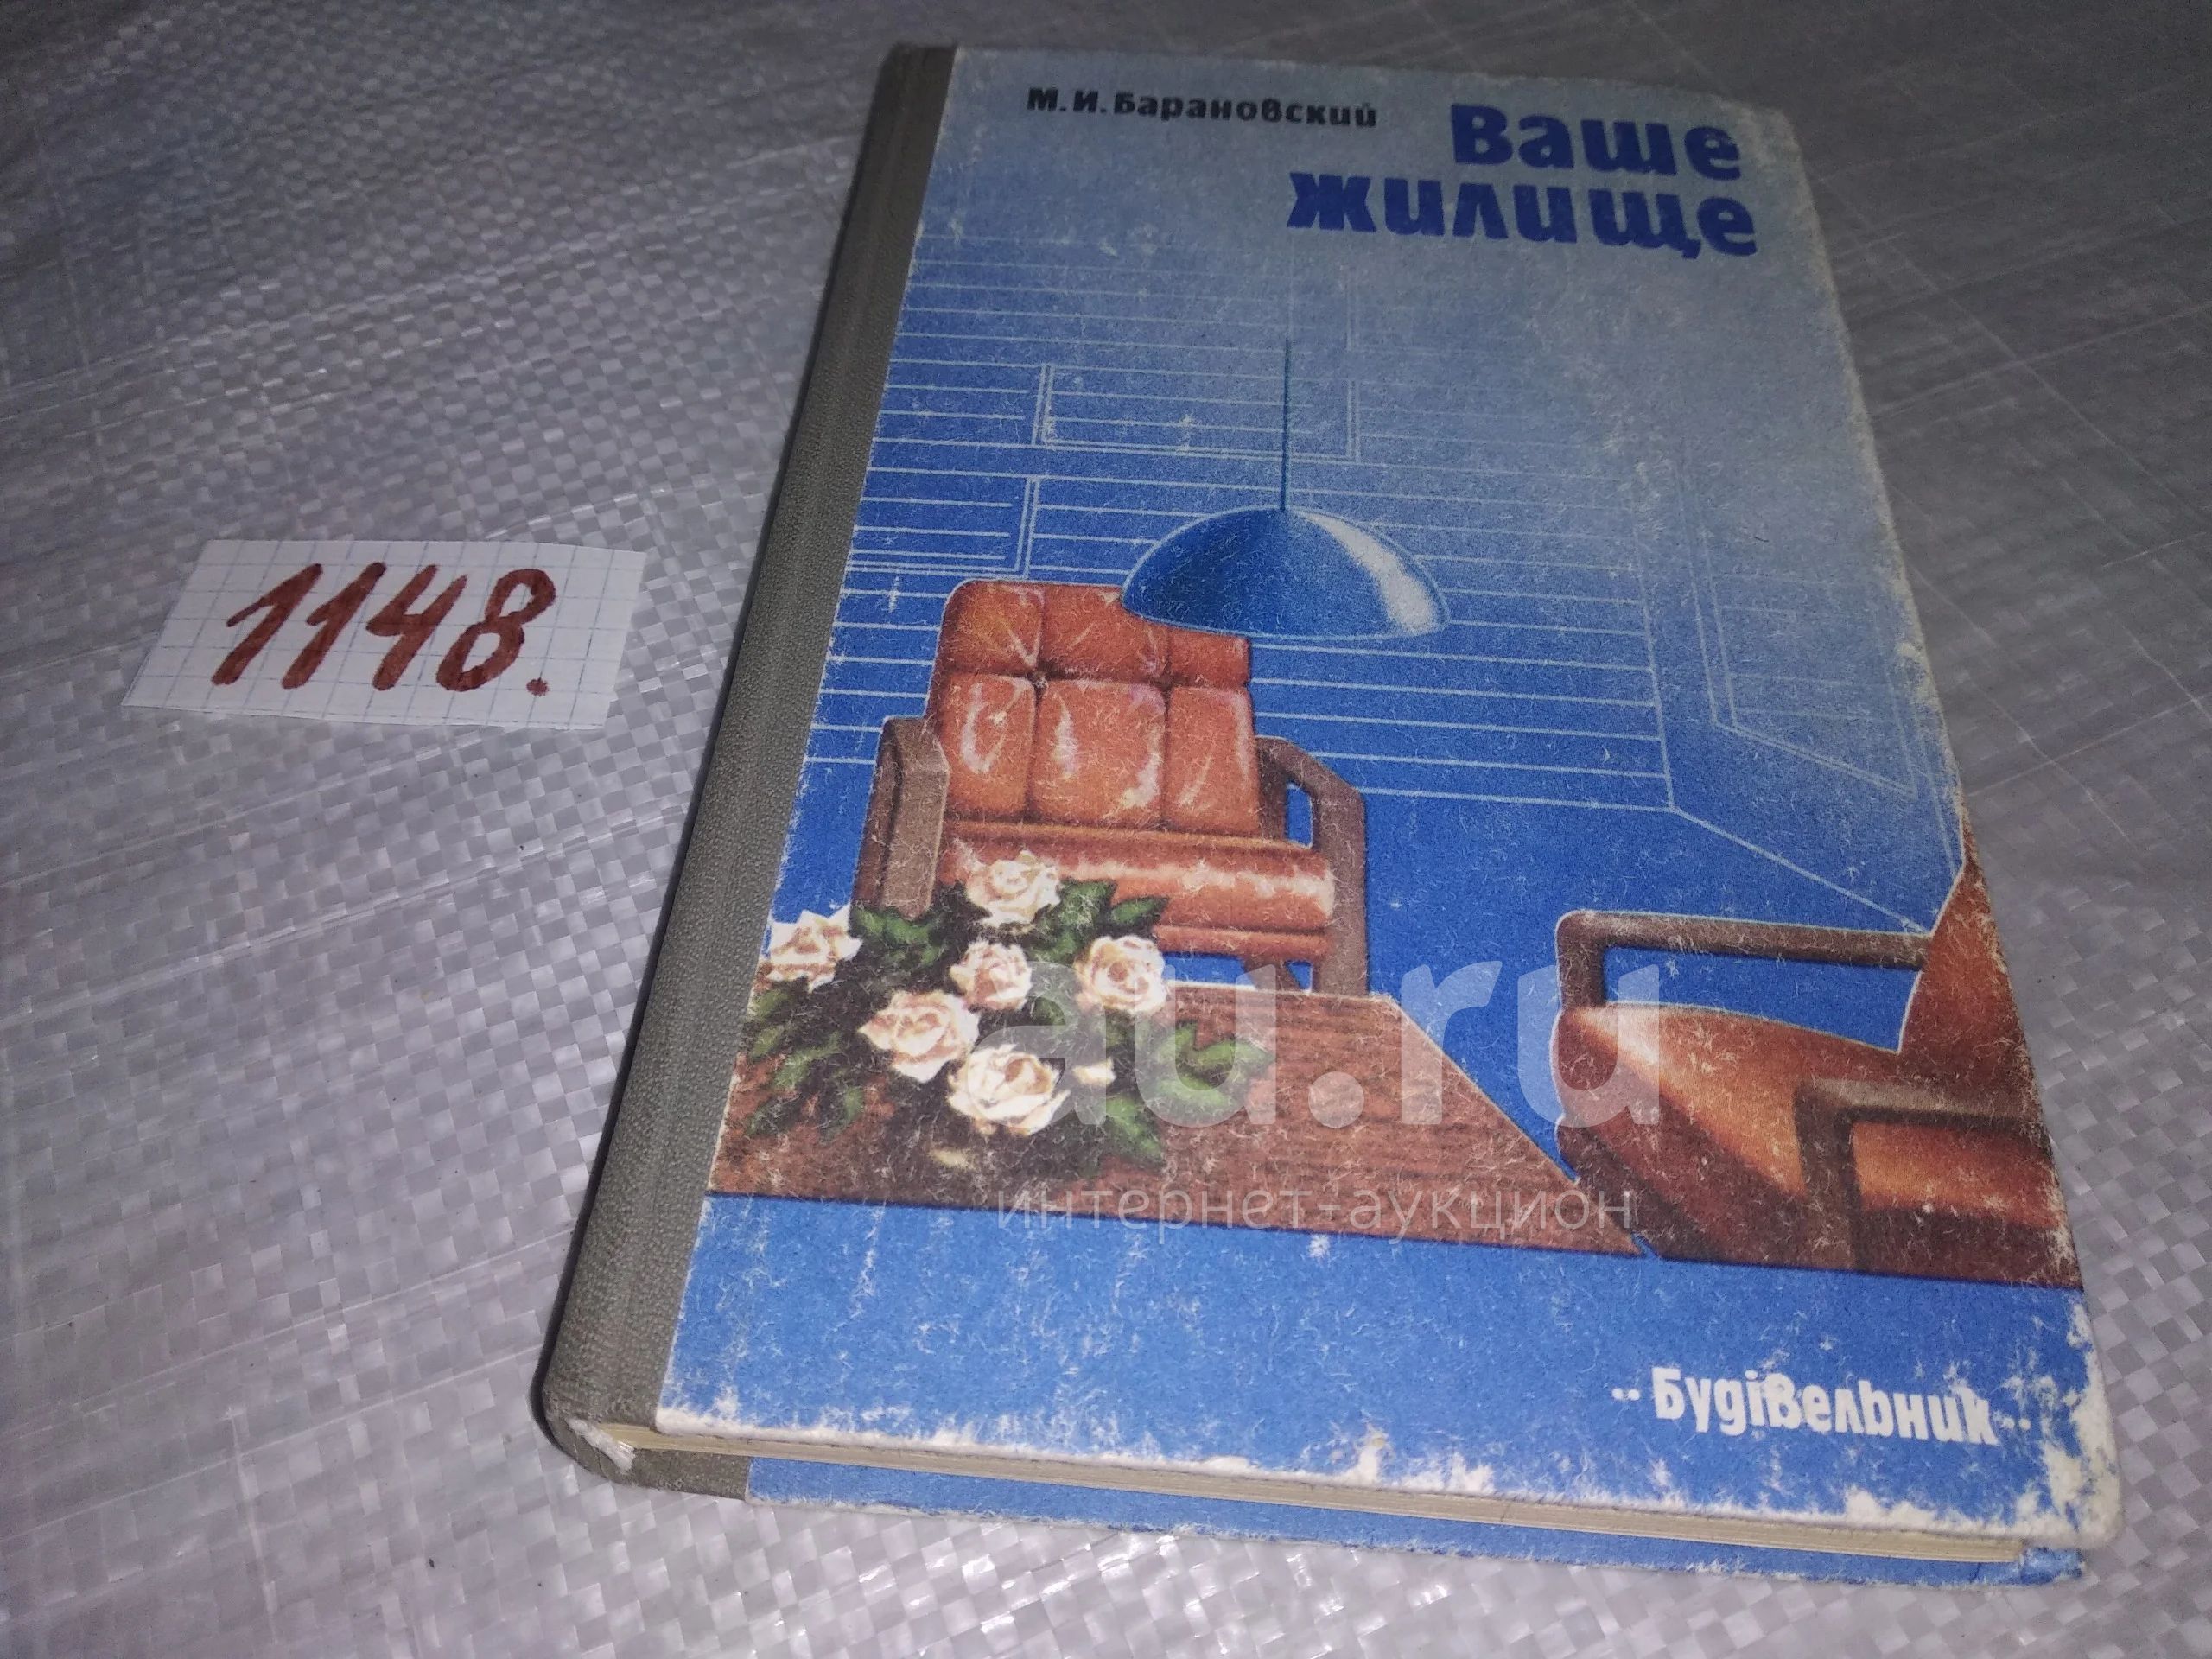 М.И.Барановский
Ваше
жилище
1148.
au.ru
интернет-аукцион
"Будівельник"